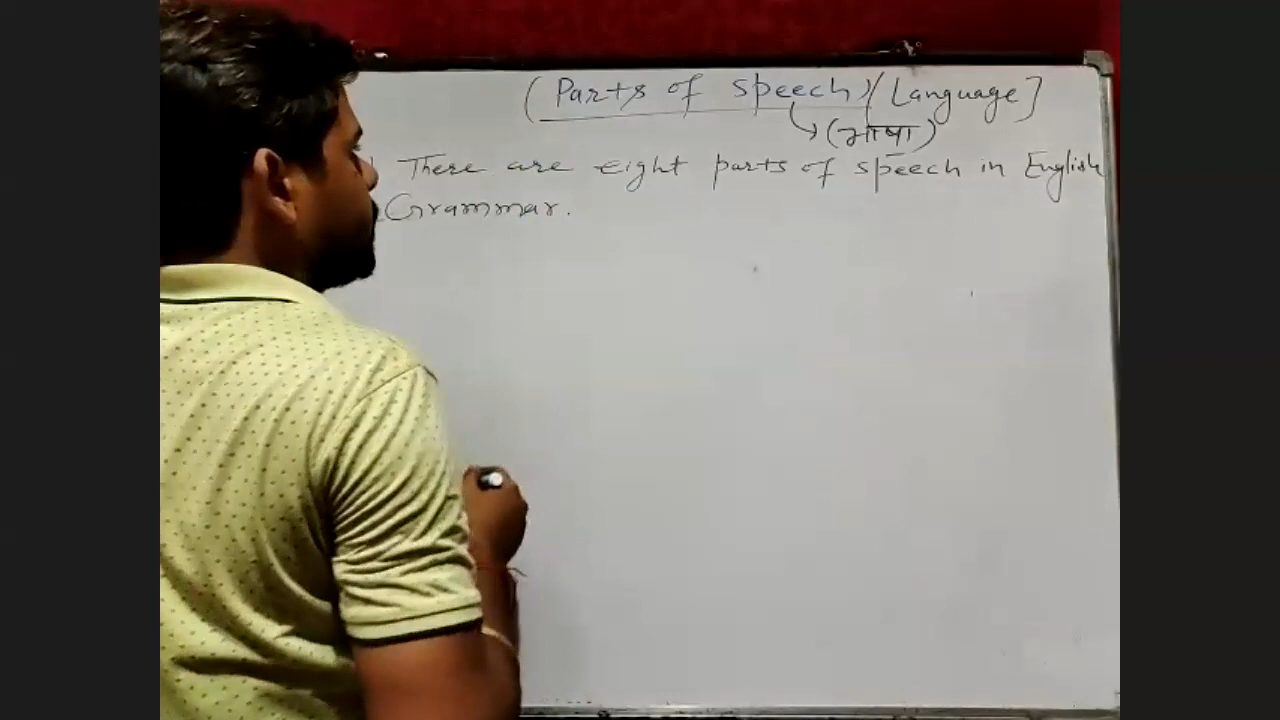 (Parts of speech)/Language]
(भाषा)
There are eight parts of speech in English
Grammar.